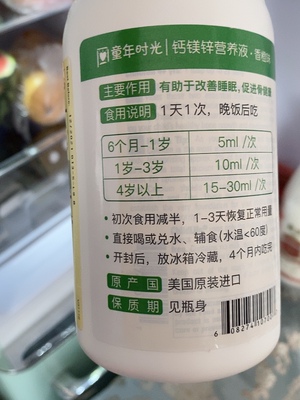 童年时光 | 钙镁锌营养液·香橙味
主要作用 有助于改善睡眠,促进骨骼健康
食用说明 1天1次，晚饭后吃
6个月-1岁 5ml /次
1岁-3岁 10ml /次
4岁以上 15-30ml /次
• 初次食用减半，1-3天恢复正常用量
• 直接喝或兑水、辅食(水温<60度)
• 开封后，放冰箱冷藏，4个月内吃完
原产国 美国原装进口
保质期 见瓶身